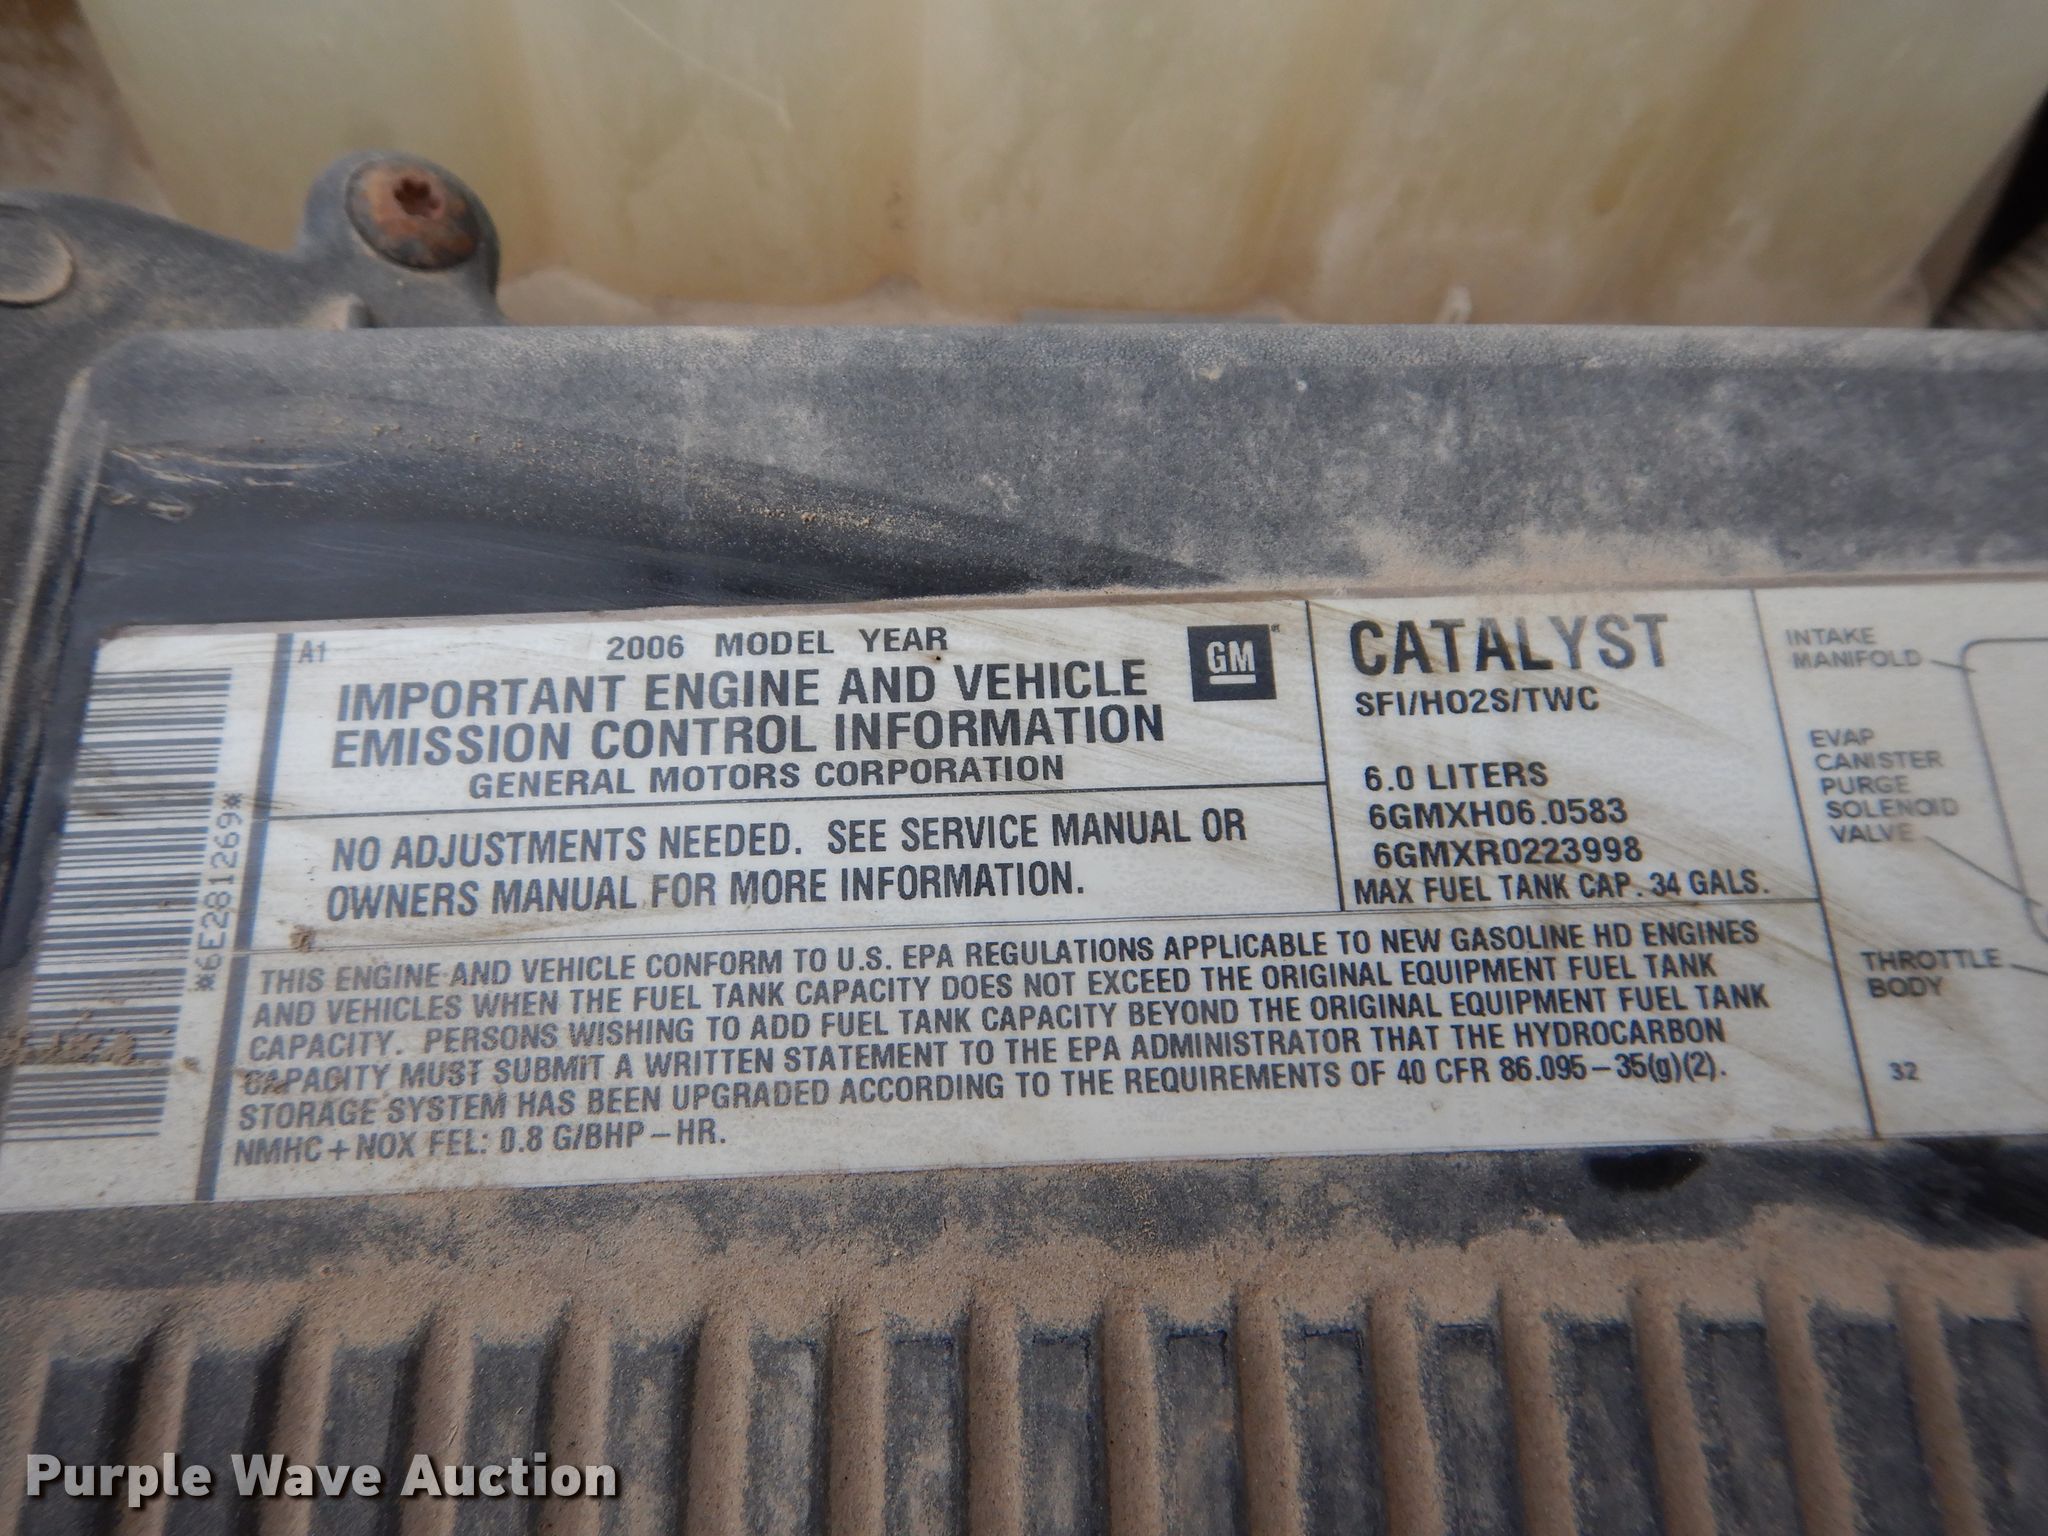 *6E281269*
A1
2006 MODEL YEAR
IMPORTANT ENGINE AND VEHICLE
EMISSION CONTROL INFORMATION
GENERAL MOTORS CORPORATION
GM
NO ADJUSTMENTS NEEDED. SEE SERVICE MANUAL OR
OWNERS MANUAL FOR MORE INFORMATION.
CATALYST
SFI/HO2S/TWC
6.0 LITERS
6GMXH06.0583
6GMXR0223998
MAX FUEL TANK CAP. 34 GALS.
THIS ENGINE AND VEHICLE CONFORM TO U.S. EPA REGULATIONS APPLICABLE TO NEW GASOLINE HD ENGINES
AND VEHICLES WHEN THE FUEL TANK CAPACITY DOES NOT EXCEED THE ORIGINAL EQUIPMENT FUEL TANK
CAPACITY. PERSONS WISHING TO ADD FUEL TANK CAPACITY BEYOND THE ORIGINAL EQUIPMENT FUEL TANK
CAPACITY MUST SUBMIT A WRITTEN STATEMENT TO THE EPA ADMINISTRATOR THAT THE HYDROCARBON
STORAGE SYSTEM HAS BEEN UPGRADED ACCORDING TO THE REQUIREMENTS OF 40 CFR 86.095-35(g)(2).
NMHC+NOX FEL: 0.8 G/BHP-HR.
INTAKE
MANIFOLD
EVAP
CANISTER
PURGE
SOLENOID
VALVE
THROTTLE
BODY
32
Purple Wave Auction